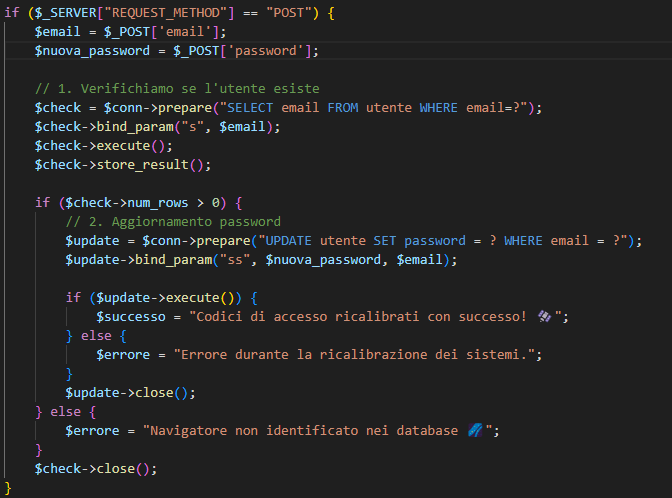 if ($_SERVER["REQUEST_METHOD"] == "POST") {
$email = $_POST['email'];
$nuova_password = $_POST['password'];
// 1. Verifichiamo se l'utente esiste
$check = $conn->prepare("SELECT email FROM utente WHERE email=?");
$check->bind_param("s", $email);
$check->execute();
$check->store_result();
if ($check->num_rows > 0) {
// 2. Aggiornamento password
$update = $conn->prepare("UPDATE utente SET password = ? WHERE email = ?");
$update->bind_param("ss", $nuova_password, $email);
if ($update->execute()) {
$successo = "Codici di accesso ricalibrati con successo! 🛰️";
} else {
$errore = "Errore durante la ricalibrazione dei sistemi.";
}
$update->close();
} else {
$errore = "Navigatore non identificato nei database 🌌";
}
$check->close();
}